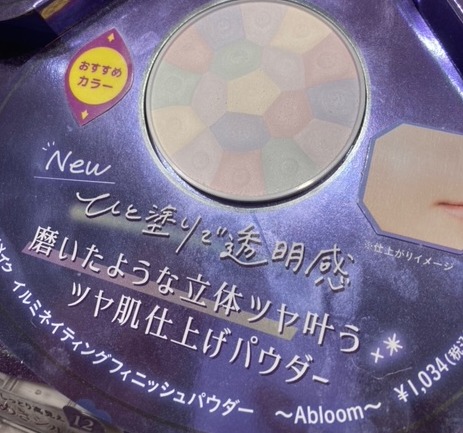 おすすめ
カラー
New
ひと塗りで透明感
磨いたような立体ツヤ叶う
ツヤ肌仕上げパウダー
※仕上がりイメージ
イルミネイティングフィニッシュパウダー ～Abloom～ ¥1,034(税込
12